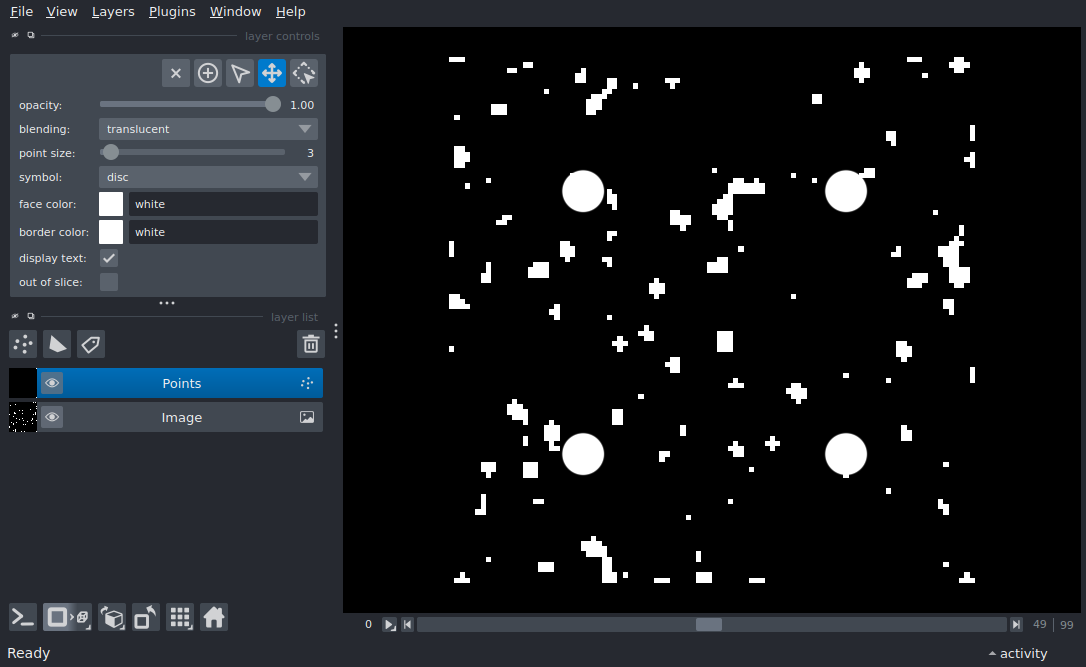 File View Layers Plugins Window Help
layer controls
opacity: 1.00
blending: translucent
point size: 3
symbol: disc
face color: white
border color: white
display text:
out of slice:
layer list
Points
Image
0 49 99
Ready activity